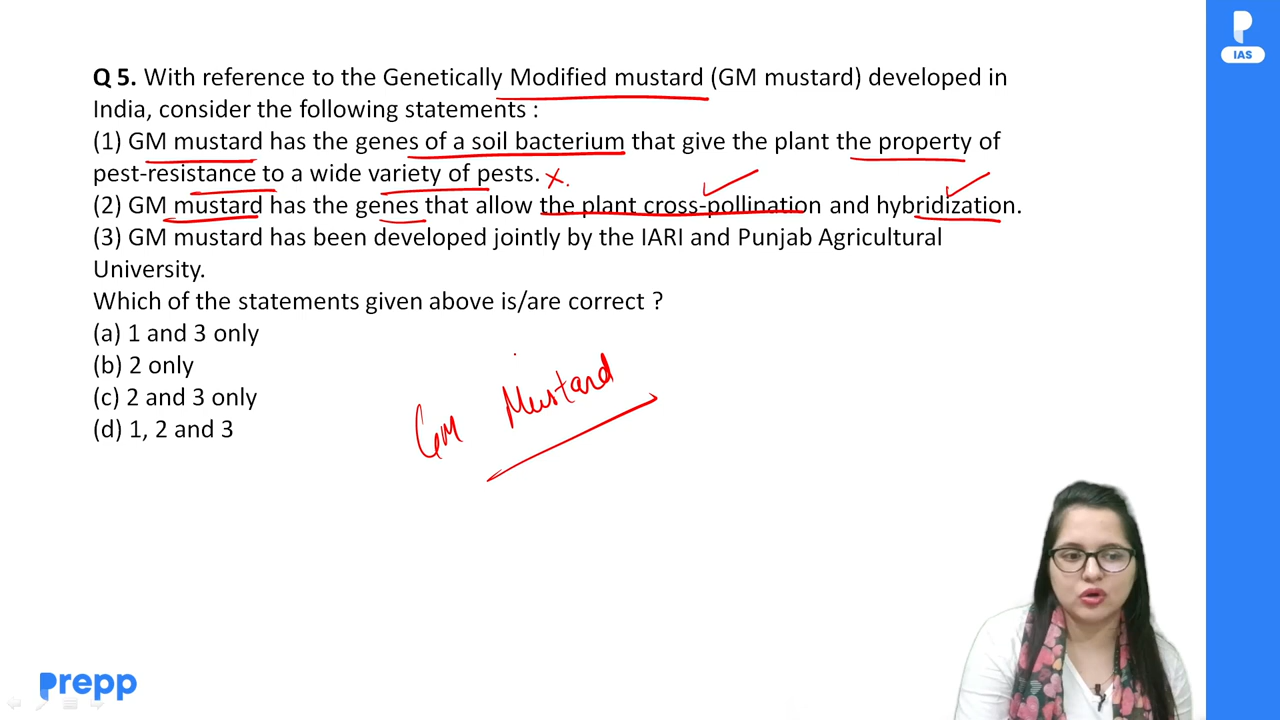 IAS
Q 5. With reference to the Genetically Modified mustard (GM mustard) developed in
India, consider the following statements :
(1) GM mustard has the genes of a soil bacterium that give the plant the property of
pest-resistance to a wide variety of pests.
(2) GM mustard has the genes that allow the plant cross-pollination and hybridization.
(3) GM mustard has been developed jointly by the IARI and Punjab Agricultural
University.
Which of the statements given above is/are correct ?
(a) 1 and 3 only
(b) 2 only
(c) 2 and 3 only
(d) 1, 2 and 3
GM Mustard
Prepp